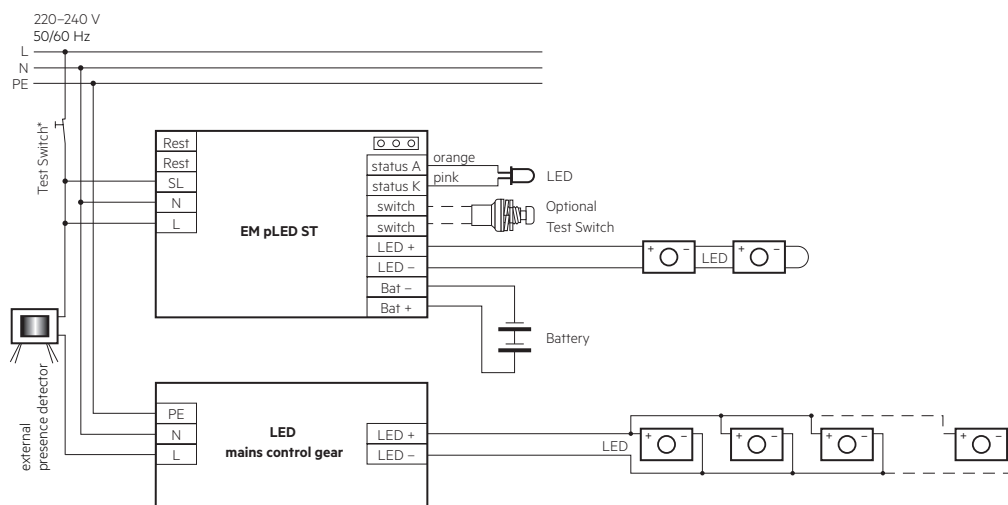 220–240 V
50/60 Hz
L
N
PE
Test Switch*
Rest
Rest
SL
N
L
EM pLED ST
status A
status K
switch
switch
LED +
LED –
Bat –
Bat +
orange
pink
LED
Optional
Test Switch
+ –
LED
+ –
Battery
external
presence detector
PE
N
L
LED
mains control gear
LED +
LED –
LED
+ –
+ –
+ –
+ –